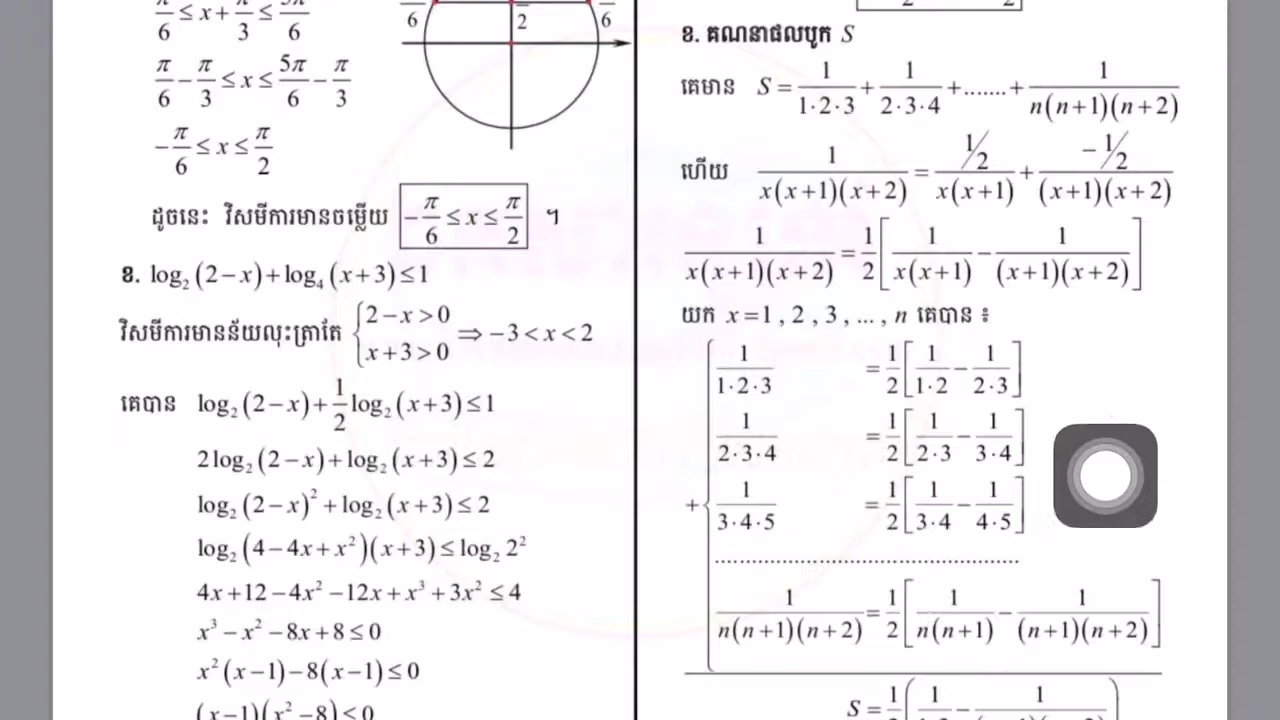 π/6 ≤ x + π/3 ≤ 5π/6
π/6 − π/3 ≤ x ≤ 5π/6 − π/3
−π/6 ≤ x ≤ π/2
ដូចនេះ វិសមីការមានចម្លើយ −π/6 ≤ x ≤ π/2 ។
ខ. log₂(2−x)+log₄(x+3)≤1
វិសមីការមានន័យលុះត្រាតែ {2−x>0, x+3>0 ⇒ −3<x<2
គេបាន log₂(2−x)+1/2 log₂(x+3)≤1
2log₂(2−x)+log₂(x+3)≤2
log₂(2−x)²+log₂(x+3)≤2
log₂(4−4x+x²)(x+3)≤log₂ 2²
4x+12−4x²−12x+x³+3x²≤4
x³−x²−8x+8≤0
x²(x−1)−8(x−1)≤0
(x−1)(x²−8)≤0
6 2 6
ខ. គណនាផលបូក S
គេមាន S = 1/(1·2·3) + 1/(2·3·4) +.......+ 1/(n(n+1)(n+2))
ហើយ 1/(x(x+1)(x+2)) = (1/2)/(x(x+1)) + (−1/2)/((x+1)(x+2))
1/(x(x+1)(x+2)) = 1/2[1/(x(x+1)) − 1/((x+1)(x+2))]
យក x=1 , 2 , 3 , ... , n គេបាន ៖
1/(1·2·3) = 1/2[1/(1·2) − 1/(2·3)]
1/(2·3·4) = 1/2[1/(2·3) − 1/(3·4)]
+ { 1/(3·4·5) = 1/2[1/(3·4) − 1/(4·5)]
..............................................
1/(n(n+1)(n+2)) = 1/2[1/(n(n+1)) − 1/((n+1)(n+2))]